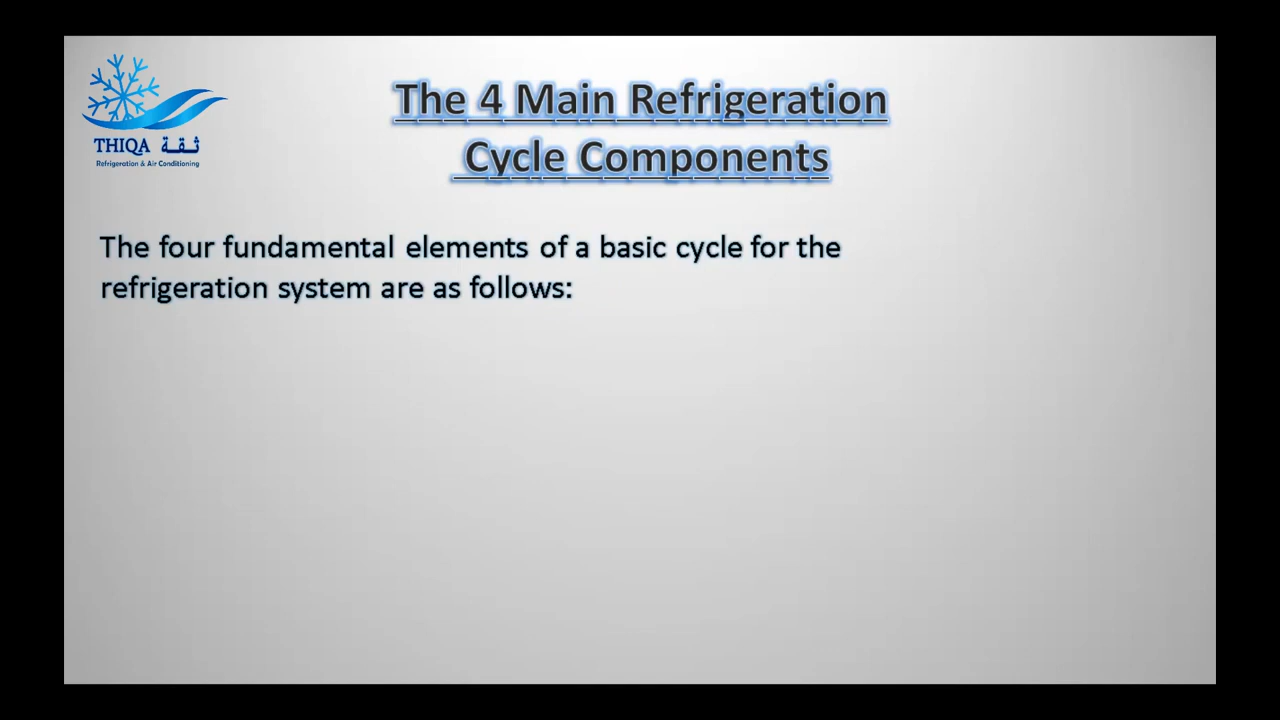 THIQA ثقة
Refrigeration & Air Conditioning
The 4 Main Refrigeration
Cycle Components
The four fundamental elements of a basic cycle for the
refrigeration system are as follows: